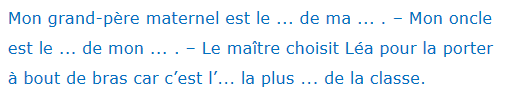 Mon grand-père maternel est le ... de ma ... . – Mon oncle
est le ... de mon ... . – Le maître choisit Léa pour la porter
à bout de bras car c’est l’... la plus ... de la classe.